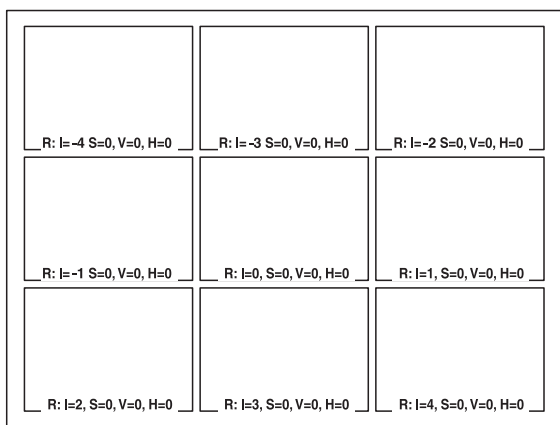 R: I=-4 S=0, V=0, H=0
R: I=-3 S=0, V=0, H=0
R: I=-2 S=0, V=0, H=0
R: I=-1 S=0, V=0, H=0
R: I=0, S=0, V=0, H=0
R: I=1, S=0, V=0, H=0
R: I=2, S=0, V=0, H=0
R: I=3, S=0, V=0, H=0
R: I=4, S=0, V=0, H=0